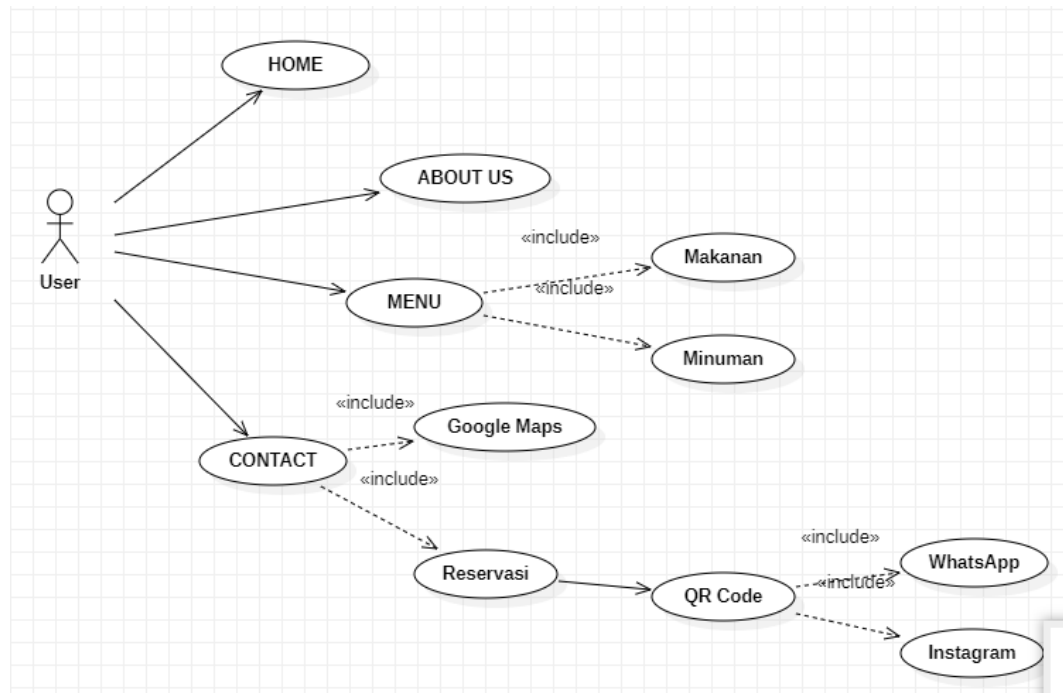 HOME
ABOUT US
User
«include»
Makanan
«include»
MENU
Minuman
«include»
Google Maps
CONTACT
«include»
Reservasi
«include»
WhatsApp
«include»
QR Code
Instagram